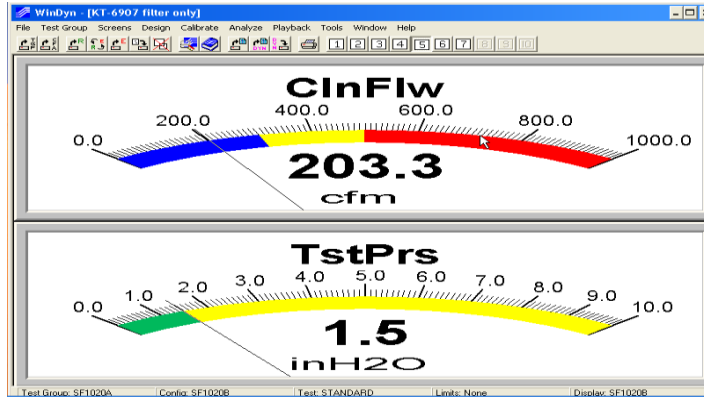 WinDyn - [KT-6907 filter only]
File Test Group Screens Design Calibrate Analyze Playback Tools Window Help
1 2 3 4 5 6 7 8 9 10
ClnFlw
0.0 200.0 400.0 600.0 800.0 1000.0
203.3
cfm
TstPrs
0.0 1.0 2.0 3.0 4.0 5.0 6.0 7.0 8.0 9.0 10.0
1.5
inH2O
Test Group: SF1020A Config: SF1020B Test: STANDARD Limits: None Display: SF1020B